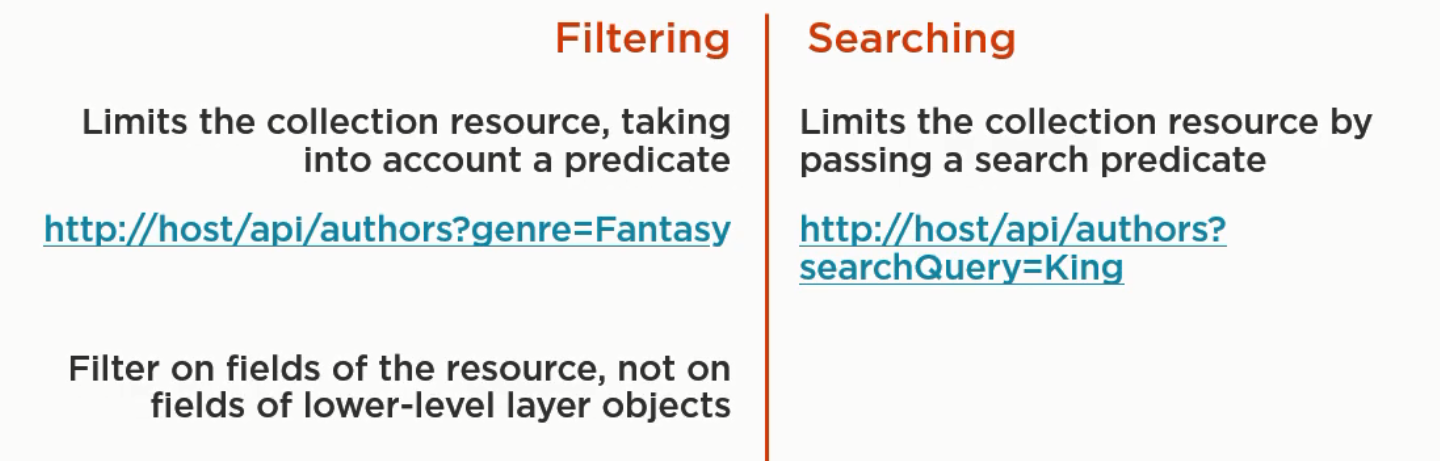 Filtering
Limits the collection resource, taking
into account a predicate
http://host/api/authors?genre=Fantasy
Filter on fields of the resource, not on
fields of lower-level layer objects
Searching
Limits the collection resource by
passing a search predicate
http://host/api/authors?
searchQuery=King